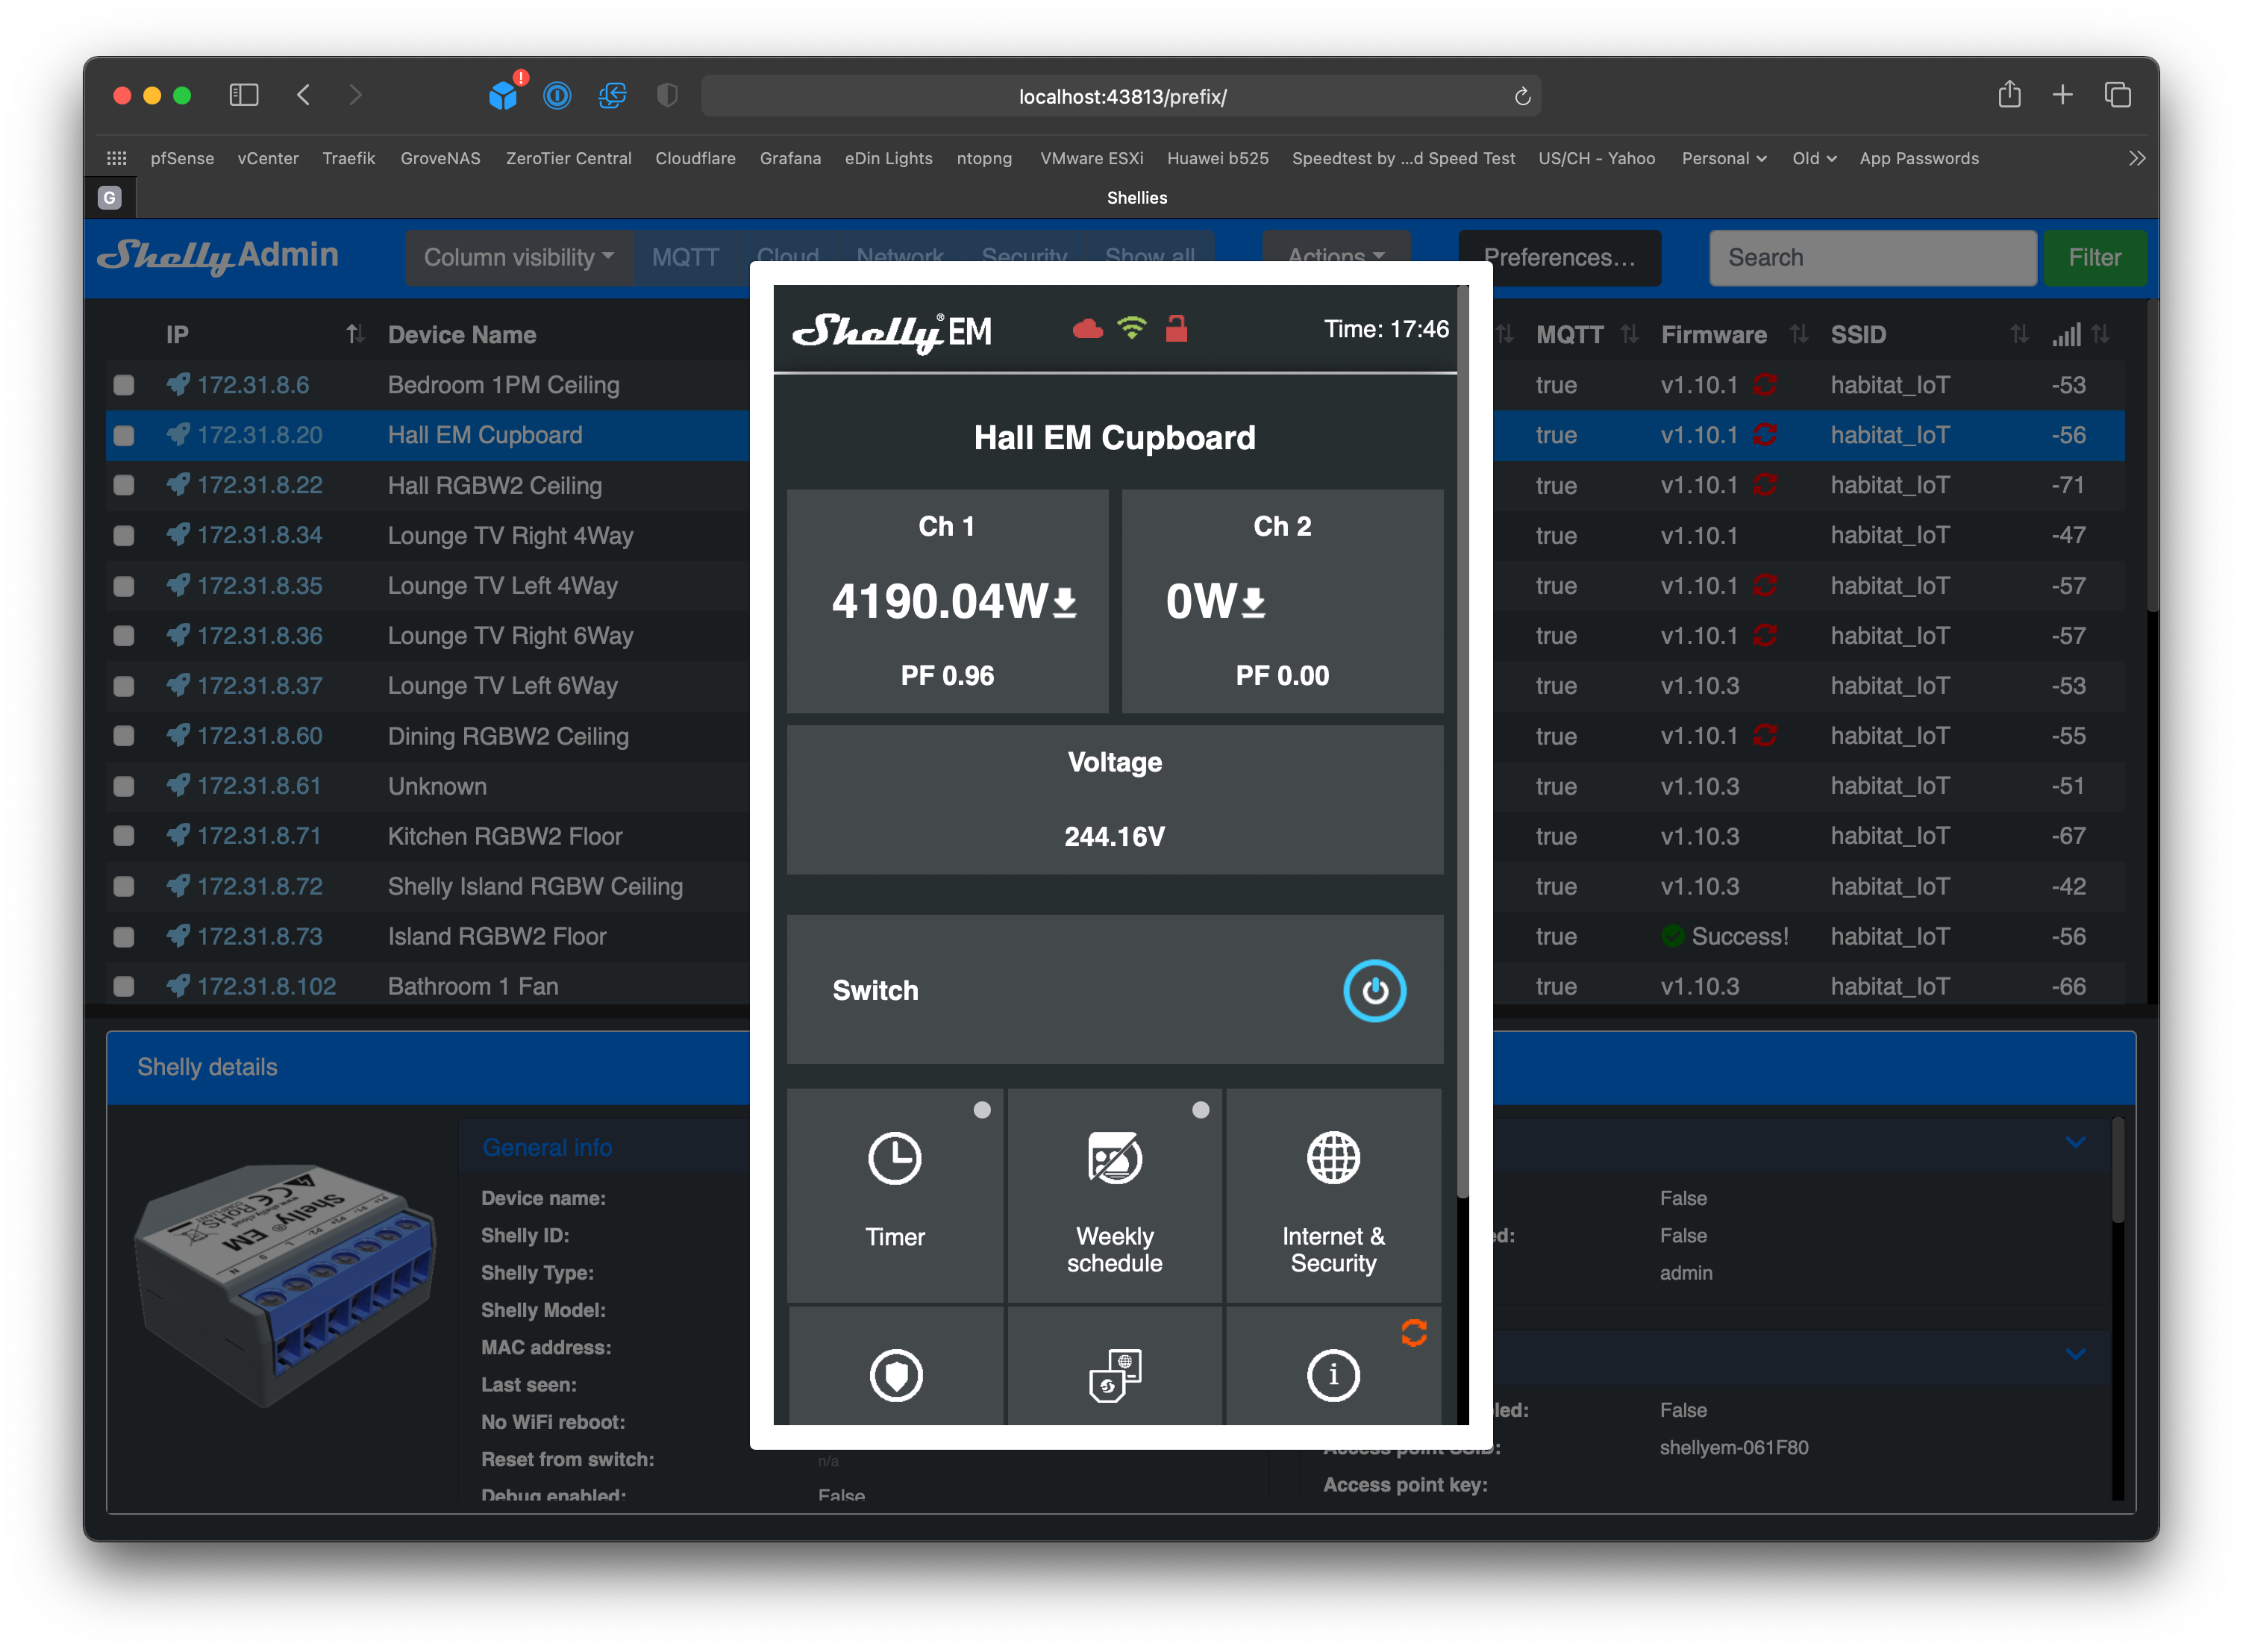 localhost:43813/prefix/
pfSense vCenter Traefik GroveNAS ZeroTier Central Cloudflare Grafana eDin Lights ntopng VMware ESXi Huawei b525 Speedtest by ...d Speed Test US/CH - Yahoo Personal Old App Passwords
G Shellies
Shelly Admin Column visibility MQTT Cloud Network Security Show all Actions Preferences... Search Filter
IP Device Name MQTT Firmware SSID
172.31.8.6 Bedroom 1PM Ceiling true v1.10.1 habitat_IoT -53
172.31.8.20 Hall EM Cupboard true v1.10.1 habitat_IoT -56
172.31.8.22 Hall RGBW2 Ceiling true v1.10.1 habitat_IoT -71
172.31.8.34 Lounge TV Right 4Way true v1.10.1 habitat_IoT -47
172.31.8.35 Lounge TV Left 4Way true v1.10.1 habitat_IoT -57
172.31.8.36 Lounge TV Right 6Way true v1.10.1 habitat_IoT -57
172.31.8.37 Lounge TV Left 6Way true v1.10.3 habitat_IoT -53
172.31.8.60 Dining RGBW2 Ceiling true v1.10.1 habitat_IoT -55
172.31.8.61 Unknown true v1.10.3 habitat_IoT -51
172.31.8.71 Kitchen RGBW2 Floor true v1.10.3 habitat_IoT -67
172.31.8.72 Shelly Island RGBW Ceiling true v1.10.3 habitat_IoT -42
172.31.8.73 Island RGBW2 Floor true Success! habitat_IoT -56
172.31.8.102 Bathroom 1 Fan true v1.10.3 habitat_IoT -66
Shelly® EM Time: 17:46
Hall EM Cupboard
Ch 1 Ch 2
4190.04W 0W
PF 0.96 PF 0.00
Voltage
244.16V
Switch
Timer
Weekly
schedule
Internet &
Security
Shelly details
General info
Device name: False
Shelly ID: ed: False
Shelly Type: admin
Shelly Model:
MAC address:
Last seen:
No WiFi reboot: led: False
Reset from switch: n/a Access point SSID: shellyem-061F80
Debug enabled: False Access point key:
Shelly® EM
www.shelly.cloud
RoHS